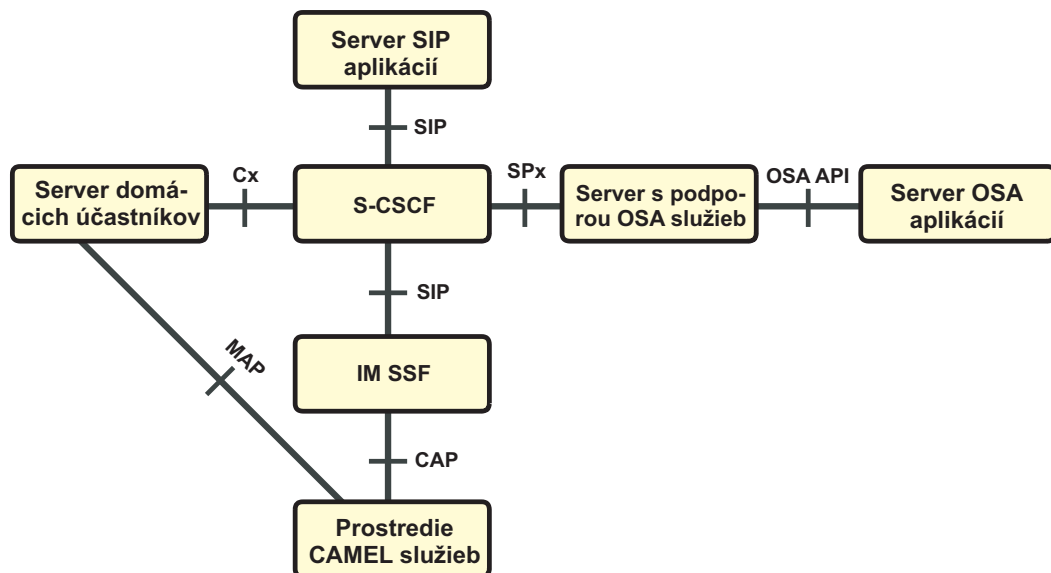 Server SIP
aplikácií
SIP
Server domá-
cich účastníkov
Cx
S-CSCF
SPx
Server s podpo-
rou OSA služieb
OSA API
Server OSA
aplikácií
SIP
MAP
IM SSF
CAP
Prostredie
CAMEL služieb